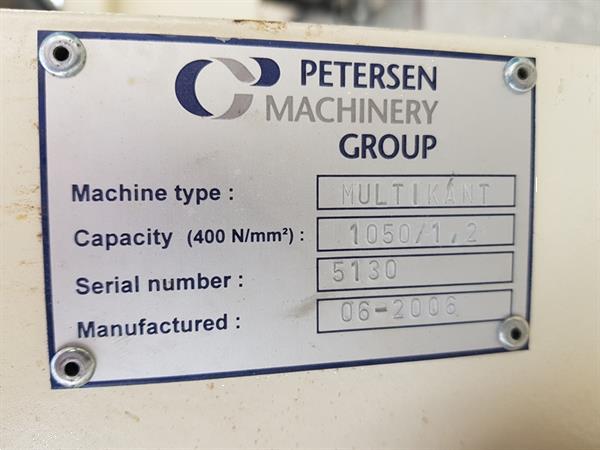 PETERSEN
MACHINERY
GROUP
Machine type : MULTIKANT
Capacity (400 N/mm²) : 1050/1,2
Serial number : 5130
Manufactured : 06-2006